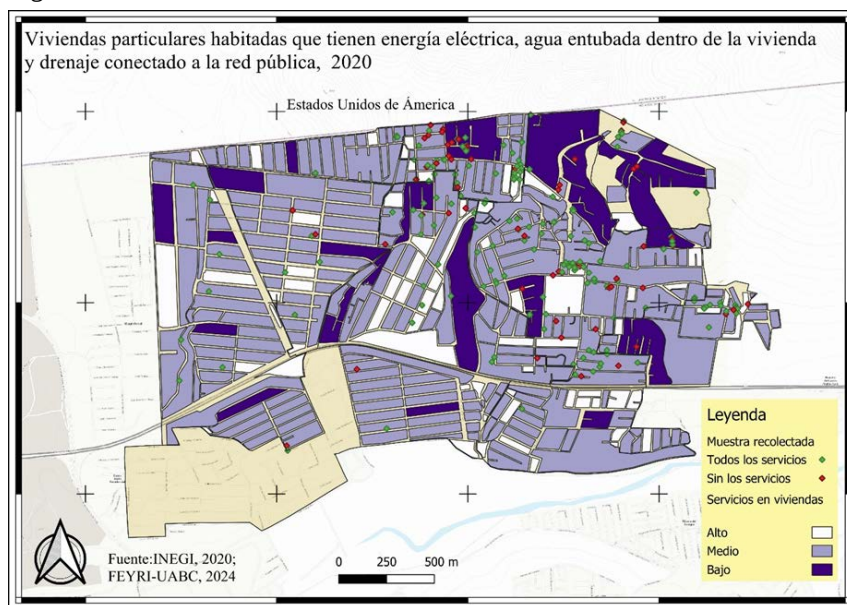 Viviendas particulares habitadas que tienen energía eléctrica, agua entubada dentro de la vivienda
y drenaje conectado a la red pública, 2020
Estados Unidos de Ámerica
Leyenda
Muestra recolectada
Todos los servicios
Sin los servicios
Servicios en viviendas
Alto
Medio
Bajo
Fuente:INEGI, 2020;
FEYRI-UABC, 2024
0 250 500 m